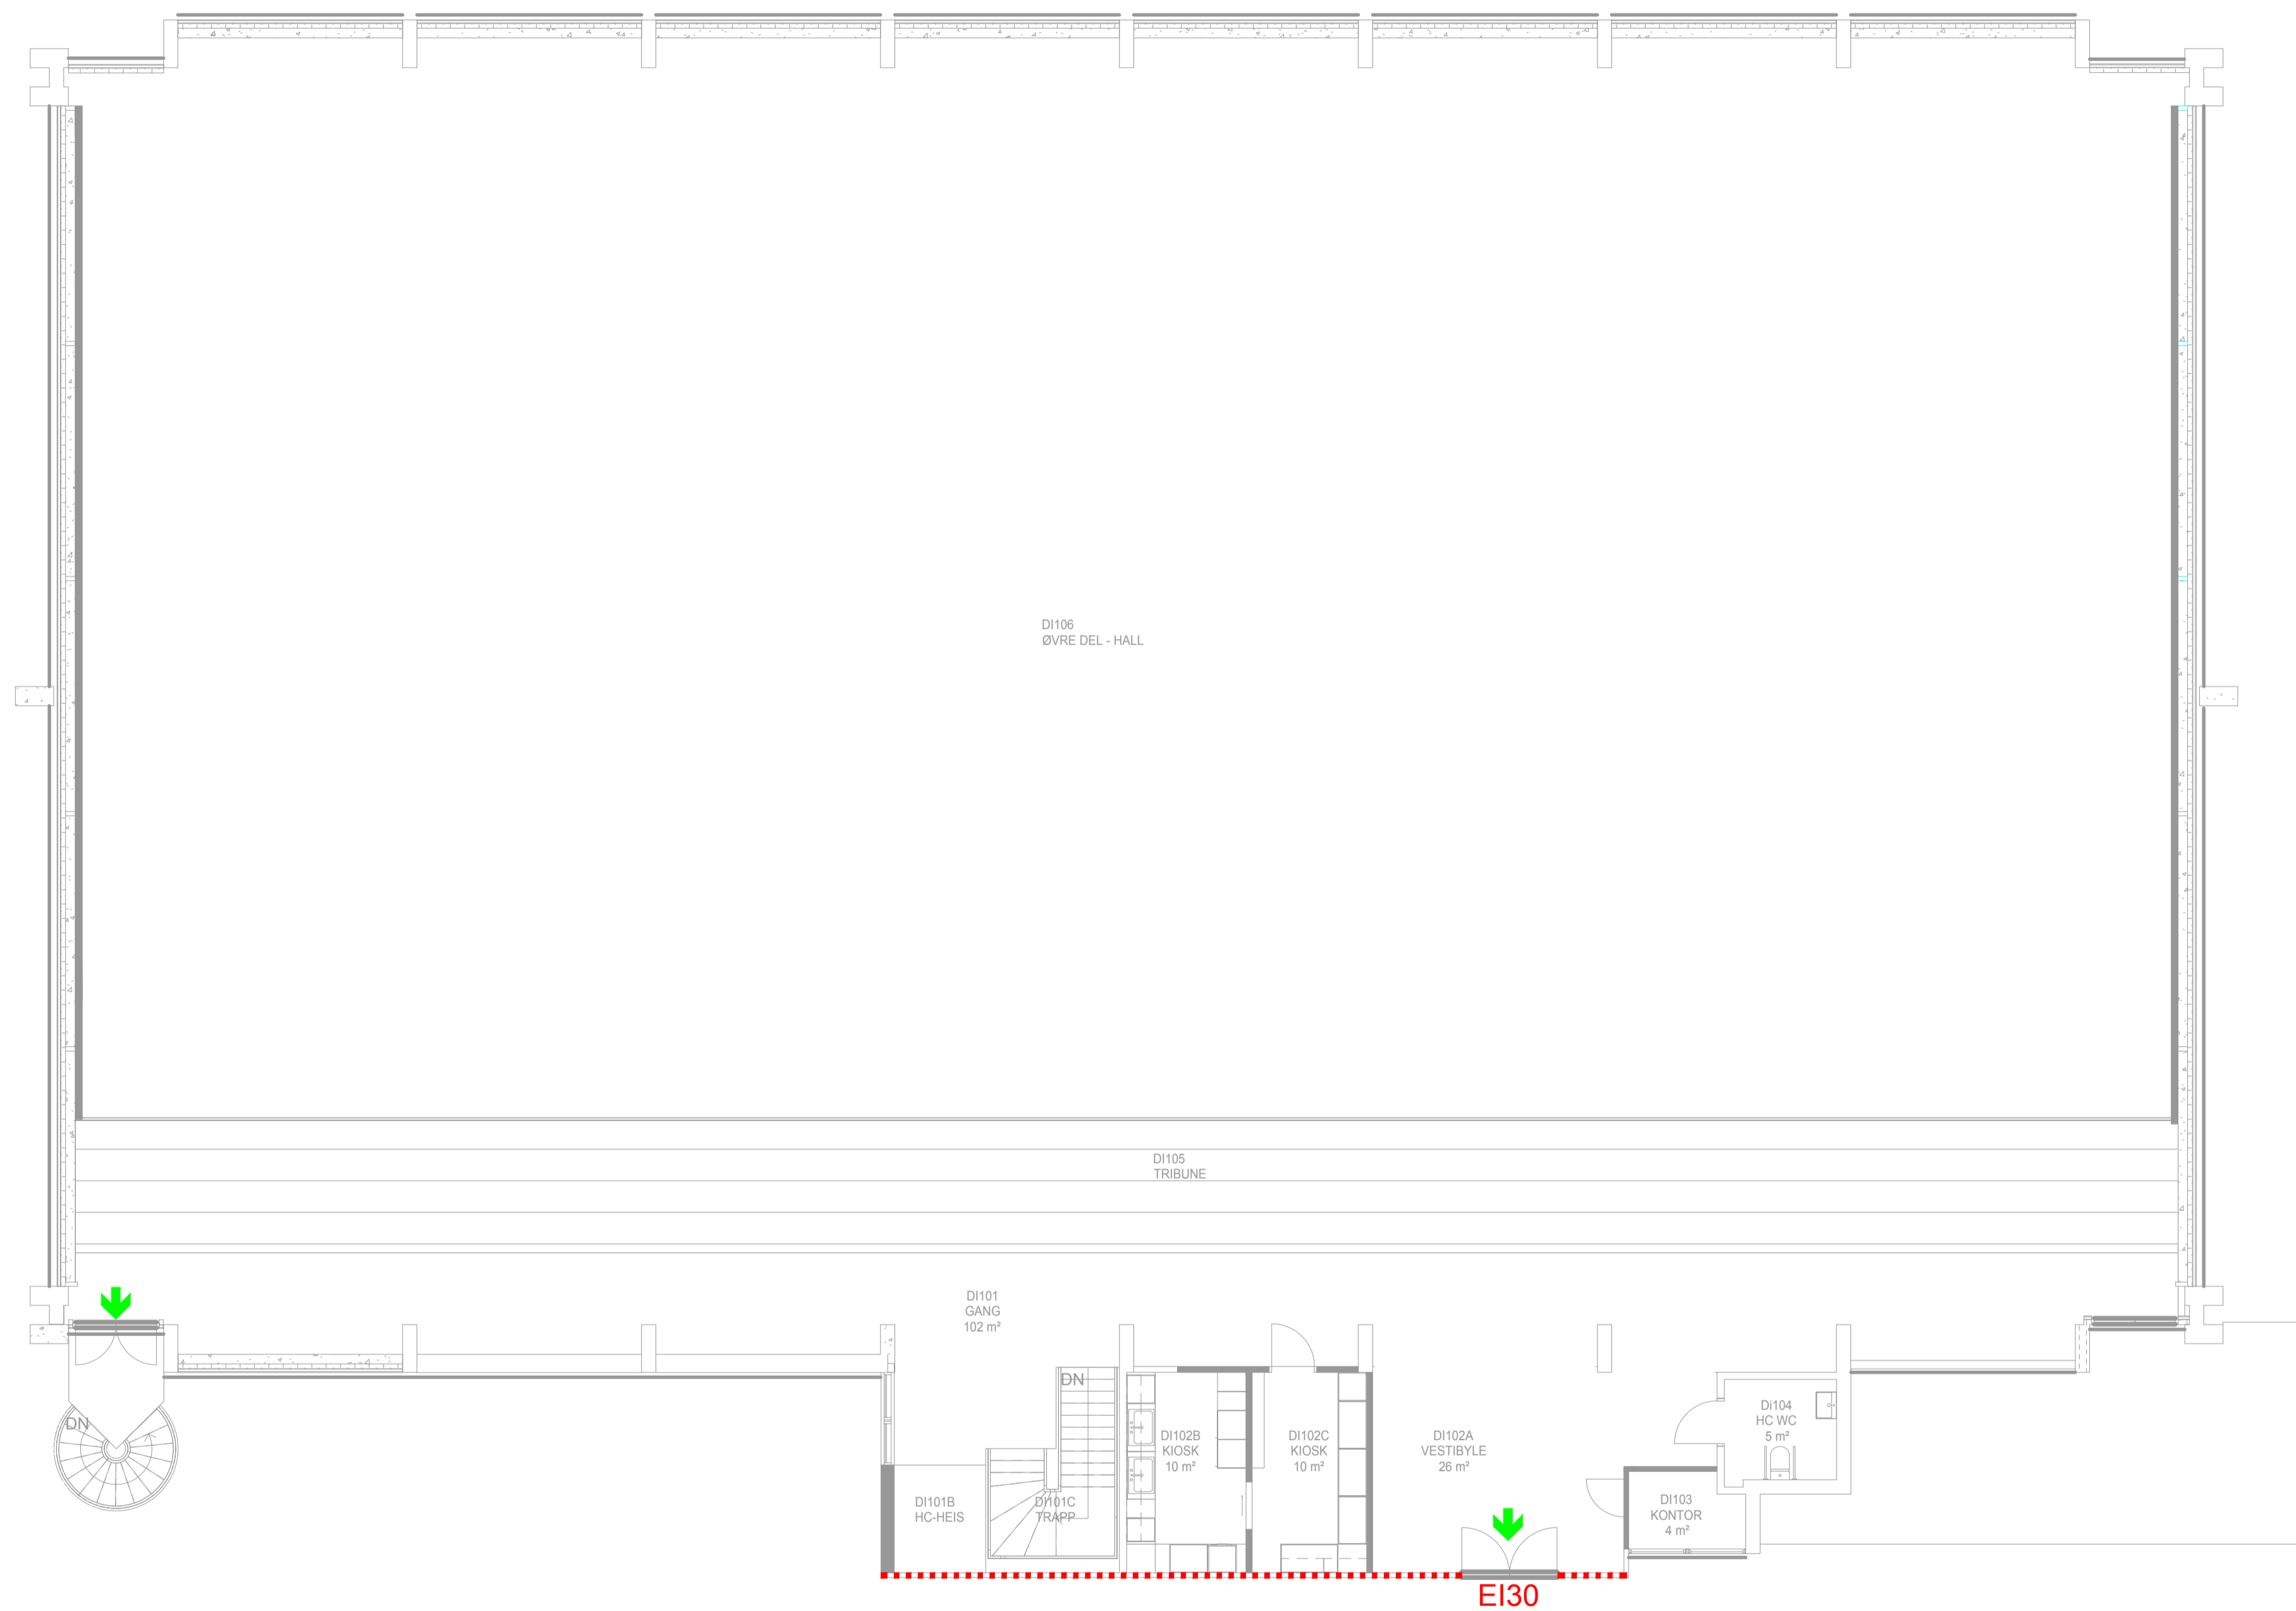 DI106
ØVRE DEL - HALL
DI105
TRIBUNE
DI101
GANG
102 m²
DN
DN
DI102B
KIOSK
10 m²
DI102C
KIOSK
10 m²
DI102A
VESTIBYLE
26 m²
Di104
HC WC
5 m²
DI101B
HC-HEIS
DI101C
TRAPP
DI103
KONTOR
4 m²
EI30